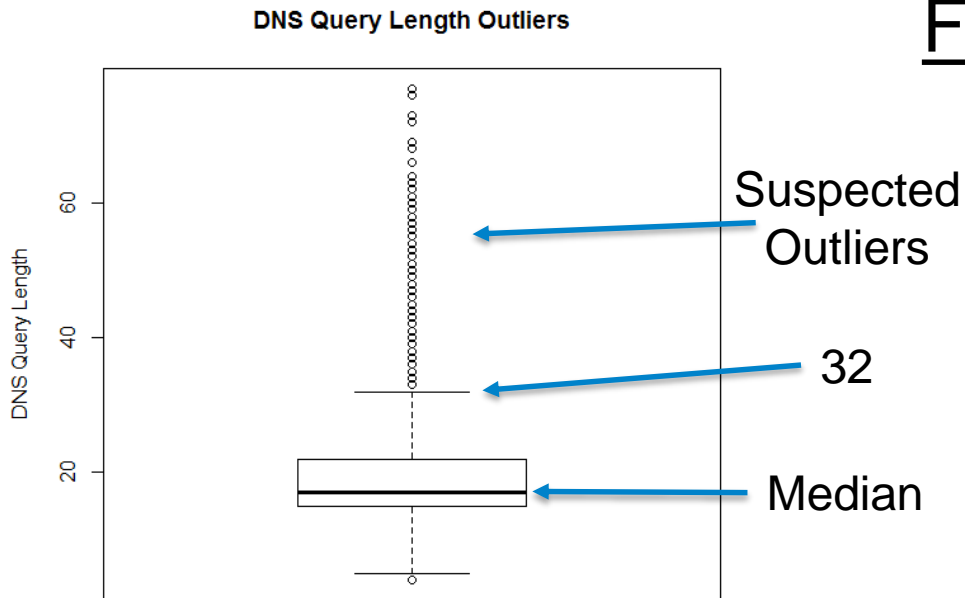 DNS Query Length Outliers
F
DNS Query Length
60
40
20
Suspected
Outliers
32
Median